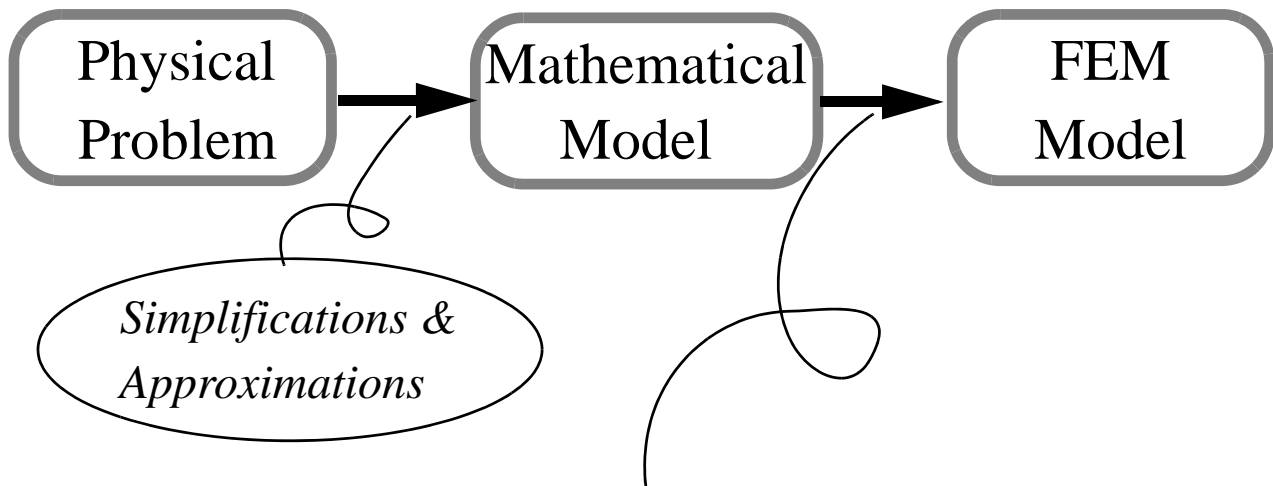 Physical
Problem
Mathematical
Model
FEM
Model
Simplifications &
Approximations